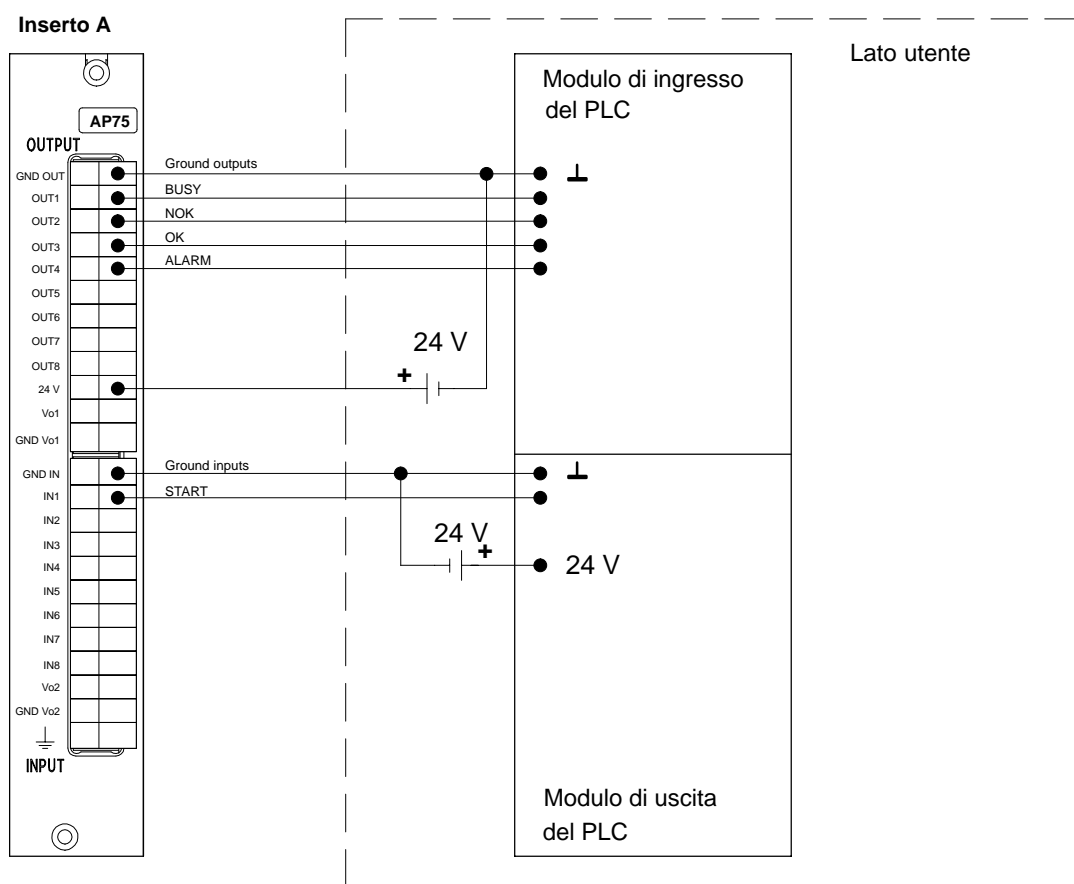 Inserto A
Lato utente
Modulo di ingresso
del PLC
AP75
OUTPUT
GND OUT
Ground outputs
OUT1
BUSY
OUT2
NOK
OUT3
OK
OUT4
ALARM
OUT5
OUT6
OUT7
24 V
OUT8
+
24 V
Vo1
GND Vo1
GND IN
Ground inputs
IN1
START
IN2
IN3
24 V
+
IN4
24 V
IN5
IN6
IN7
IN8
Vo2
GND Vo2
INPUT
Modulo di uscita
del PLC